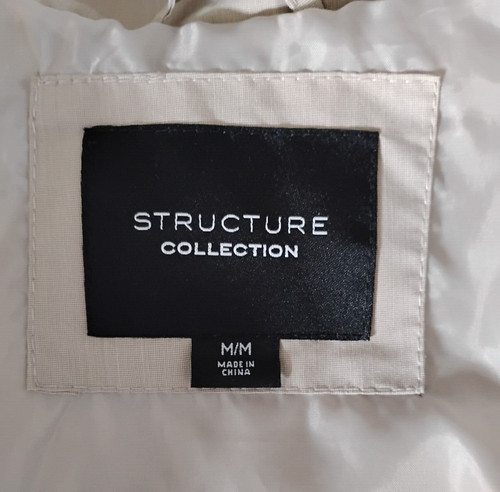 STRUCTURE
COLLECTION
M/M
MADE IN
CHINA